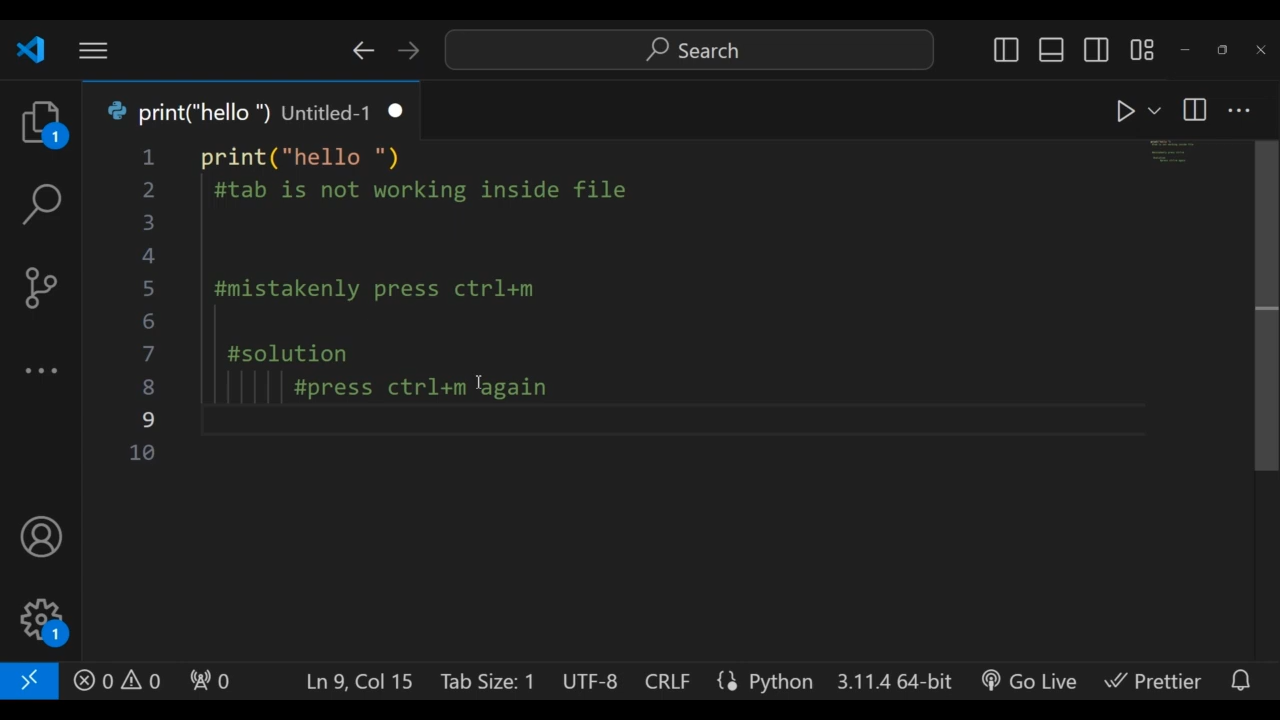 Search
print("hello ") Untitled-1
1
1 print("hello ")
2 #tab is not working inside file
3
4
5 #mistakenly press ctrl+m
6
7 #solution
8 #press ctrl+m again
9
10
1
0 0 0 Ln 9, Col 15 Tab Size: 1 UTF-8 CRLF Python 3.11.4 64-bit Go Live Prettier